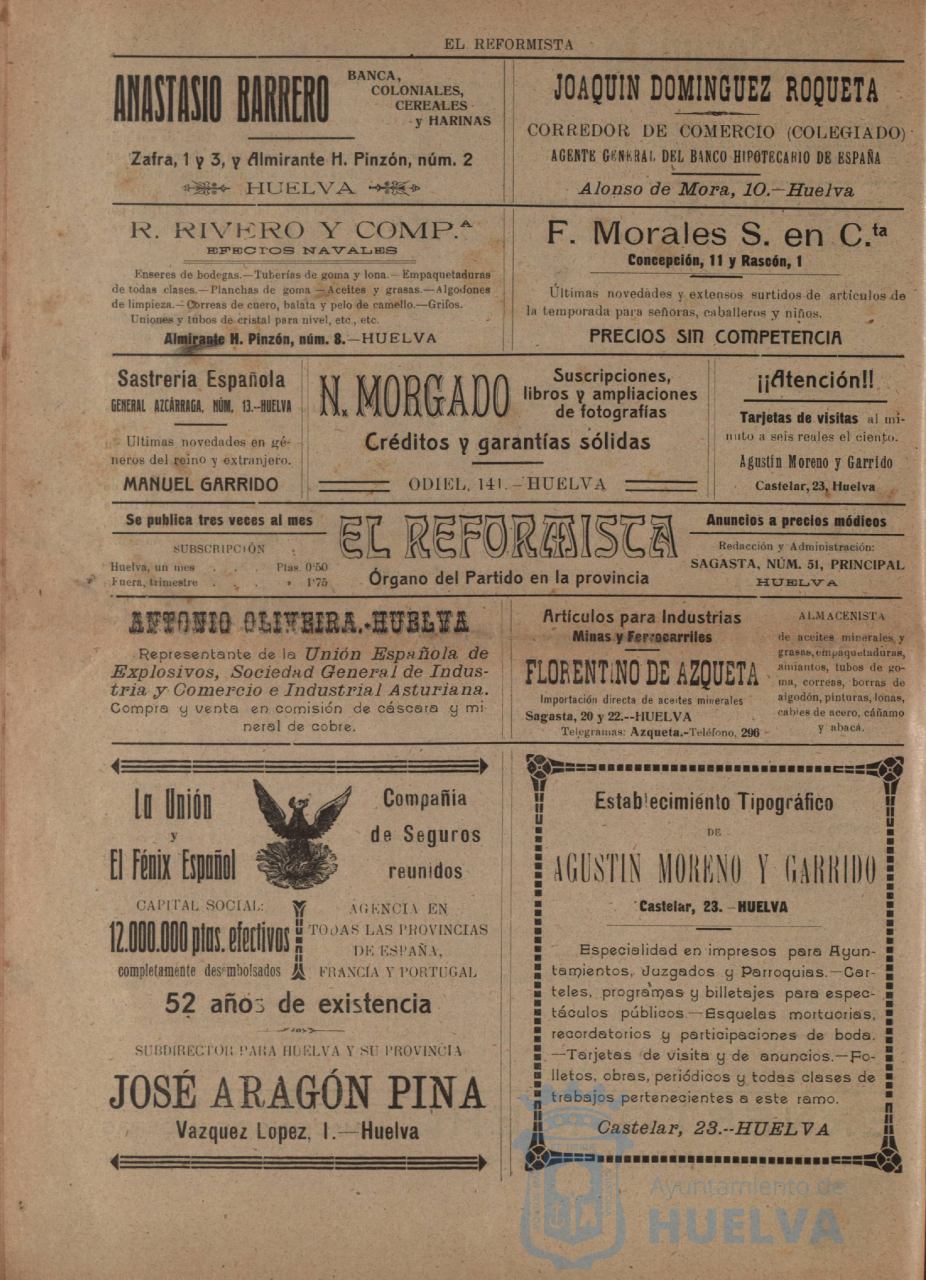 EL REFORMISTA
ANASTASIO BARRERO
BANCA,
COLONIALES,
CEREALES
y HARINAS
Zafra, 1 y 3, y Almirante H. Pinzón, núm. 2
HUELVA
JOAQUIN DOMINGUEZ ROQUETA
CORREDOR DE COMERCIO (COLEGIADO)
AGENTE GENERAL DEL BANCO HIPOTECARIO DE ESPAÑA
Alonso de Mora, 10.—Huelva
R. RIVERO Y COMP.ᴬ
EFECTOS NAVALES
Enseres de bodegas.—Tuberías de goma y lona.—Empaquetaduras
de todas clases.—Planchas de goma—Aceites y grasas.—Algodones
de limpieza.—Correas de cuero, balata y pelo de camello.—Grifos.
Uniones y tubos de cristal para nivel, etc., etc.
Almirante H. Pinzón, núm. 8.—HUELVA
F. Morales S. en C.ta
Concepción, 11 y Rascón, 1
Últimas novedades y extensos surtidos de artículos de
la temporada para señoras, caballeros y niños.
PRECIOS SIN COMPETENCIA
Sastrería Española
GENERAL AZCÁRRAGA, NÚM. 13.—HUELVA
Ultimas novedades en gé-
neros del reino y extranjero.
MANUEL GARRIDO
N. MORGADO
Suscripciones,
libros y ampliaciones
de fotografías
Créditos y garantías sólidas
ODIEL, 141.—HUELVA
¡¡Atención!!
Tarjetas de visitas al mi-
nuto a seis reales el ciento.
Agustín Moreno y Garrido
Castelar, 23, Huelva
Se publica tres veces al mes
SUBSCRIPCIÓN
Huelva, un mes . . . Ptas. 0'50
Fuera, trimestre . . . » 1'75
EL REFORMISTA
Órgano del Partido en la provincia
Anuncios a precios módicos
Redacción y Administración:
SAGASTA, NÚM. 51, PRINCIPAL
HUELVA
ANTONIO OLIVEIRA.-HUELVA
Representante de la Unión Española de
Explosivos, Sociedad General de Indus-
tria y Comercio e Industrial Asturiana.
Compra y venta en comisión de cáscara y mi
neral de cobre.
Artículos para Industrias
Minas y Ferrocarriles
FLORENTINO DE AZQUETA
Importación directa de aceites minerales
Sagasta, 20 y 22.--HUELVA
Telegramas: Azqueta.-Teléfono, 296
ALMACENISTA
de aceites minerales y
grasas, empaquetaduras,
amiantos, tubos de go-
ma, correas, borras de
algodón, pinturas, lonas,
cables de acero, cáñamo
y abacá.
La Unión
y
El Fénix Español
Compañia
de Seguros
reunidos
CAPITAL SOCIAL:
12.000.000 ptas. efectivos
completamente desembolsados
AGENCIA EN
TODAS LAS PROVINCIAS
DE ESPAÑA,
FRANCIA Y PORTUGAL
52 años de existencia
SUBDIRECTOR PARA HUELVA Y SU PROVINCIA
JOSÉ ARAGÓN PINA
Vazquez Lopez, 1.—Huelva
Establecimiento Tipográfico
DE
AGUSTIN MORENO Y GARRIDO
Castelar, 23.—HUELVA
Especialidad en impresos para Ayun-
tamientos, Juzgados y Parroquias.—Car-
teles, programas y billetajes para espec-
táculos públicos.—Esquelas mortuorias,
recordatorios y participaciones de boda.
—Tarjetas de visita y de anuncios.—Fo-
lletos, obras, periódicos y todas clases de
trabajos pertenecientes a este ramo.
Castelar, 23.--HUELVA
Ayuntamiento de
HUELVA